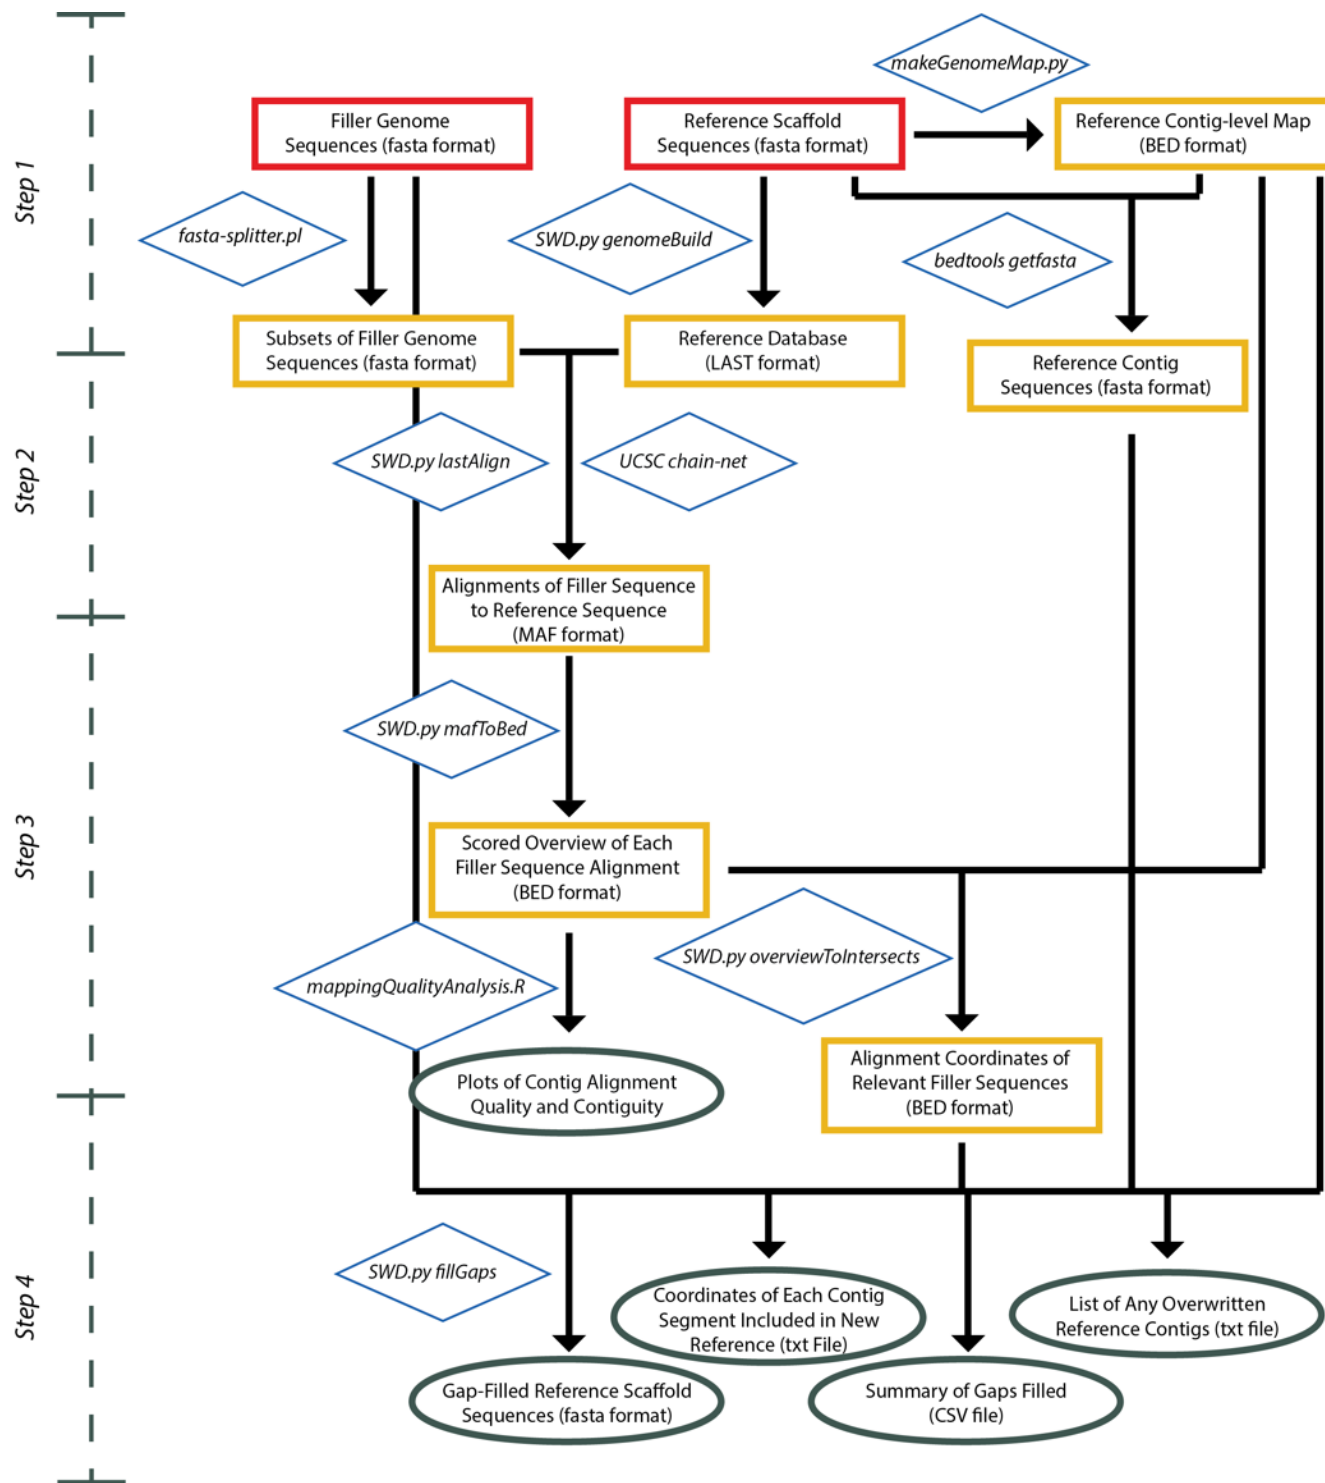 makeGenomeMap.py
Filler Genome
Sequences (fasta format)
Reference Scaffold
Sequences (fasta format)
Reference Contig-level Map
(BED format)
Step 1
fasta-splitter.pl
SWD.py genomeBuild
bedtools getfasta
Subsets of Filler Genome
Sequences (fasta format)
Reference Database
(LAST format)
Reference Contig
Sequences (fasta format)
Step 2
SWD.py lastAlign
UCSC chain-net
Alignments of Filler Sequence
to Reference Sequence
(MAF format)
SWD.py mafToBed
Step 3
Scored Overview of Each
Filler Sequence Alignment
(BED format)
SWD.py overviewToIntersects
mappingQualityAnalysis.R
Plots of Contig Alignment
Quality and Contiguity
Alignment Coordinates of
Relevant Filler Sequences
(BED format)
Step 4
SWD.py fillGaps
Coordinates of Each Contig
Segment Included in New
Reference (txt File)
List of Any Overwritten
Reference Contigs (txt file)
Gap-Filled Reference Scaffold
Sequences (fasta format)
Summary of Gaps Filled
(CSV file)